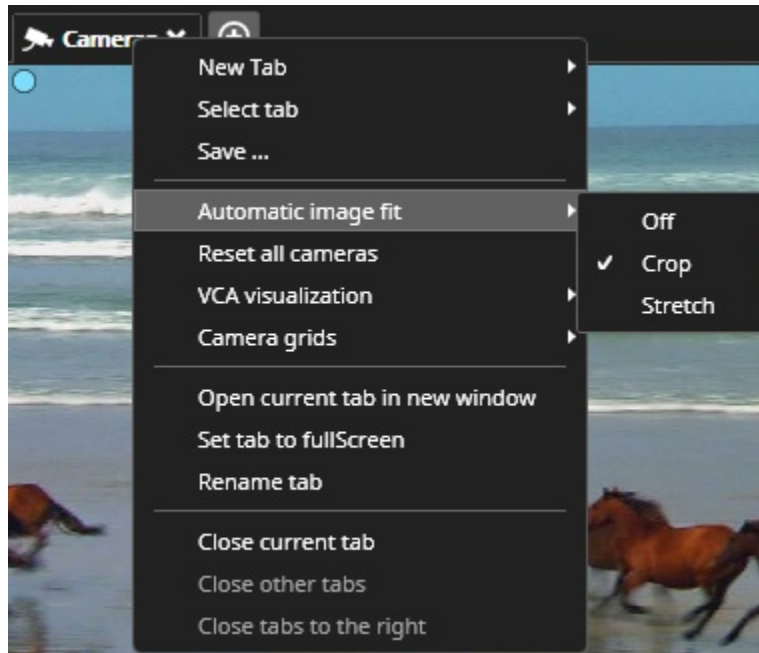 New Tab
Select tab
Save ...
Automatic image fit
Off
Crop
Stretch
Reset all cameras
VCA visualization
Camera grids
Open current tab in new window
Set tab to fullScreen
Rename tab
Close current tab
Close other tabs
Close tabs to the right